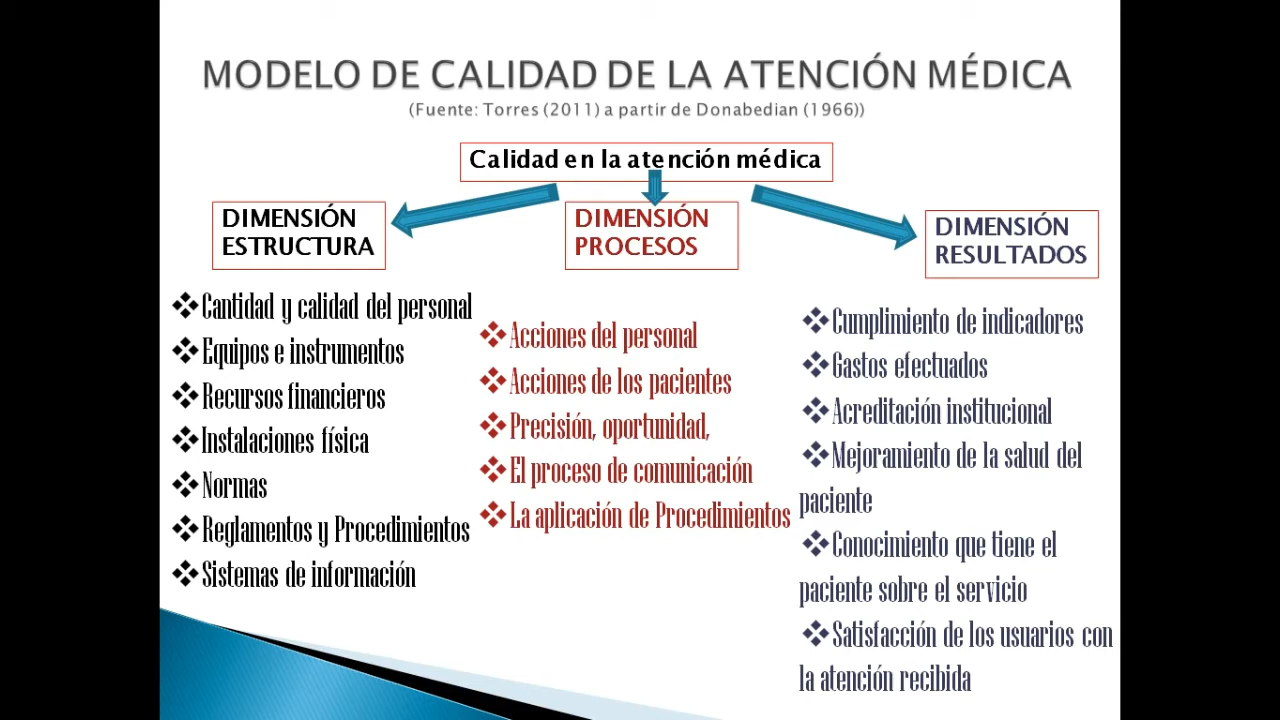 MODELO DE CALIDAD DE LA ATENCIÓN MÉDICA
(Fuente: Torres (2011) a partir de Donabedian (1966))
Calidad en la atención médica
DIMENSIÓN
ESTRUCTURA
❖Cantidad y calidad del personal
❖Equipos e instrumentos
❖Recursos financieros
❖Instalaciones física
❖Normas
❖Reglamentos y Procedimientos
❖Sistemas de información
DIMENSIÓN
PROCESOS
❖Acciones del personal
❖Acciones de los pacientes
❖Precisión, oportunidad,
❖El proceso de comunicación
❖La aplicación de Procedimientos
DIMENSIÓN
RESULTADOS
❖Cumplimiento de indicadores
❖Gastos efectuados
❖Acreditación institucional
❖Mejoramiento de la salud del
paciente
❖Conocimiento que tiene el
paciente sobre el servicio
❖Satisfacción de los usuarios con
la atención recibida